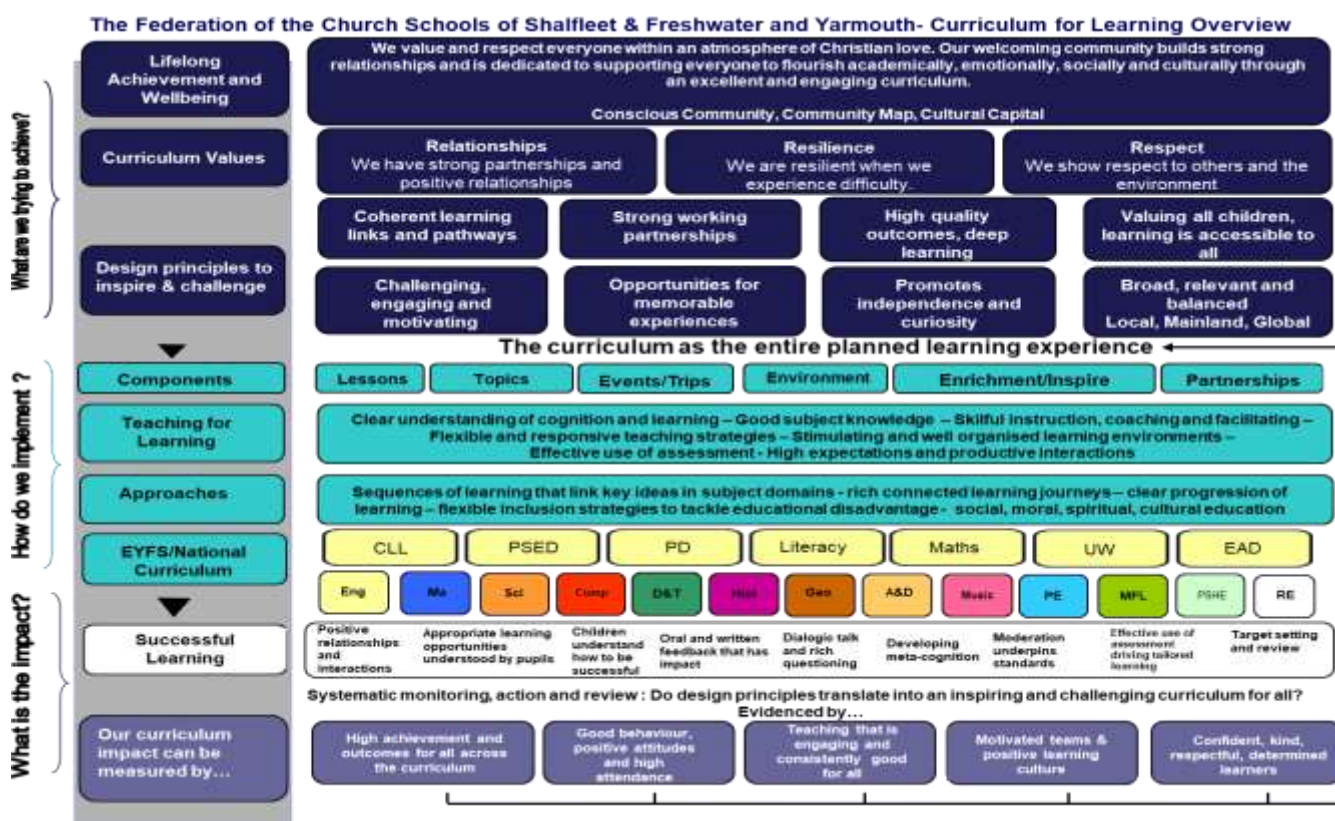 The Federation of the Church Schools of Shalfleet & Freshwater and Yarmouth- Curriculum for Learning Overview
What are we trying to achieve?
Lifelong
Achievement and
Wellbeing
We value and respect everyone within an atmosphere of Christian love. Our welcoming community builds strong
relationships and is dedicated to supporting everyone to flourish academically, emotionally, socially and culturally through
an excellent and engaging curriculum.
Conscious Community, Community Map, Cultural Capital
Curriculum Values
Relationships
We have strong partnerships and
positive relationships
Resilience
We are resilient when we
experience difficulty.
Respect
We show respect to others and the
environment
Design principles to
inspire & challenge
Coherent learning
links and pathways
Strong working
partnerships
High quality
outcomes, deep
learning
Valuing all children,
learning is accessible to
all
Challenging,
engaging and
motivating
Opportunities for
memorable
experiences
Promotes
independence and
curiosity
Broad, relevant and
balanced
Local, Mainland, Global
The curriculum as the entire planned learning experience
How do we implement ?
Components
Lessons
Topics
Events/Trips
Environment
Enrichment/Inspire
Partnerships
Teaching for
Learning
Clear understanding of cognition and learning – Good subject knowledge – Skilful instruction, coaching and facilitating –
Flexible and responsive teaching strategies – Stimulating and well organised learning environments –
Effective use of assessment - High expectations and productive interactions
Approaches
Sequences of learning that link key ideas in subject domains - rich connected learning journeys – clear progression of
learning – flexible inclusion strategies to tackle educational disadvantage - social, moral, spiritual, cultural education
EYFS/National
Curriculum
CLL
PSED
PD
Literacy
Maths
UW
EAD
Eng
Ma
Sci
Comp
D&T
Hist
Geo
A&D
Music
PE
MFL
PSHE
RE
What is the impact?
Successful
Learning
Positive
relationships
and
interactions
Appropriate learning
opportunities
understood by pupils
Children
understand
how to be
successful
Oral and written
feedback that has
impact
Dialogic talk
and rich
questioning
Developing
meta-cognition
Moderation
underpins
standards
Effective use of
assessment
driving tailored
learning
Target setting
and review
Systematic monitoring, action and review : Do design principles translate into an inspiring and challenging curriculum for all?
Evidenced by…
Our curriculum
impact can be
measured by…
High achievement and
outcomes for all across
the curriculum
Good behaviour,
positive attitudes
and high
attendance
Teaching that is
engaging and
consistently good
for all
Motivated teams &
positive learning
culture
Confident, kind,
respectful, determined
learners